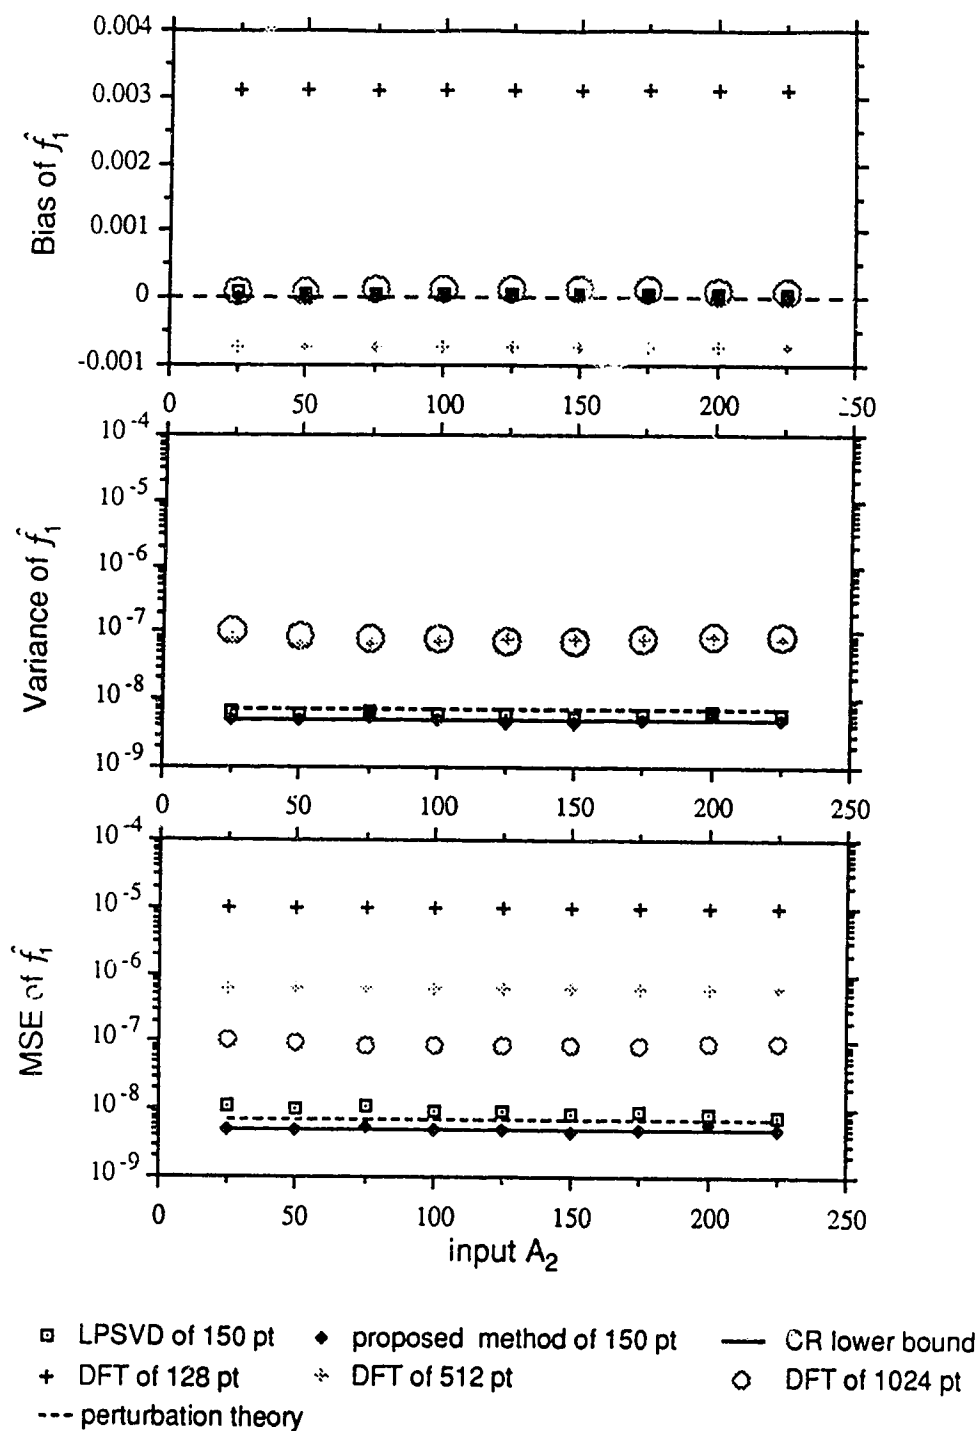 0.004
0.003
0.002
0.001
0
-0.001
Bias of f̂₁
0 50 100 150 200 250
10⁻⁴
10⁻⁵
10⁻⁶
10⁻⁷
10⁻⁸
10⁻⁹
Variance of f̂₁
0 50 100 150 200 250
10⁻⁴
10⁻⁵
10⁻⁶
10⁻⁷
10⁻⁸
10⁻⁹
MSE of f̂₁
0 50 100 150 200 250
input A₂
LPSVD of 150 pt proposed method of 150 pt CR lower bound
DFT of 128 pt DFT of 512 pt DFT of 1024 pt
perturbation theory